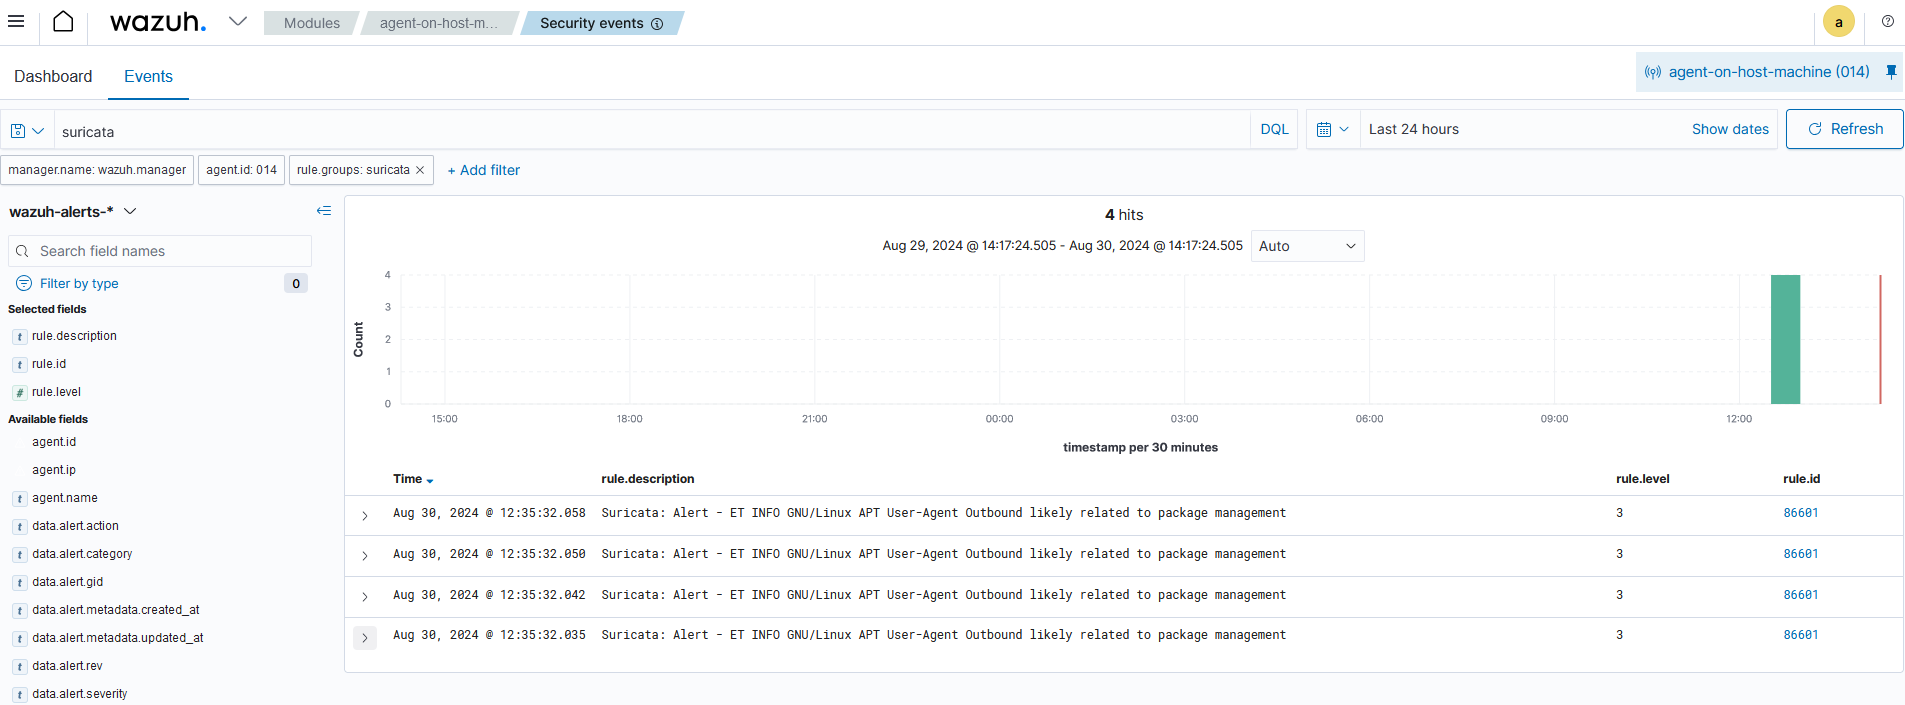 wazuh.
Modules
agent-on-host-m...
Security events
a
Dashboard
Events
agent-on-host-machine (014)
suricata
DQL
Last 24 hours
Show dates
Refresh
manager.name: wazuh.manager
agent.id: 014
rule.groups: suricata
+ Add filter
wazuh-alerts-*
Search field names
Filter by type
0
Selected fields
t rule.description
t rule.id
# rule.level
Available fields
agent.id
agent.ip
t agent.name
t data.alert.action
t data.alert.category
t data.alert.gid
t data.alert.metadata.created_at
t data.alert.metadata.updated_at
t data.alert.rev
t data.alert.severity
4 hits
Aug 29, 2024 @ 14:17:24.505 - Aug 30, 2024 @ 14:17:24.505
Auto
Count
4
3
2
1
0
15:00 18:00 21:00 00:00 03:00 06:00 09:00 12:00
timestamp per 30 minutes
Time rule.description rule.level rule.id
Aug 30, 2024 @ 12:35:32.058 Suricata: Alert - ET INFO GNU/Linux APT User-Agent Outbound likely related to package management 3 86601
Aug 30, 2024 @ 12:35:32.050 Suricata: Alert - ET INFO GNU/Linux APT User-Agent Outbound likely related to package management 3 86601
Aug 30, 2024 @ 12:35:32.042 Suricata: Alert - ET INFO GNU/Linux APT User-Agent Outbound likely related to package management 3 86601
Aug 30, 2024 @ 12:35:32.035 Suricata: Alert - ET INFO GNU/Linux APT User-Agent Outbound likely related to package management 3 86601